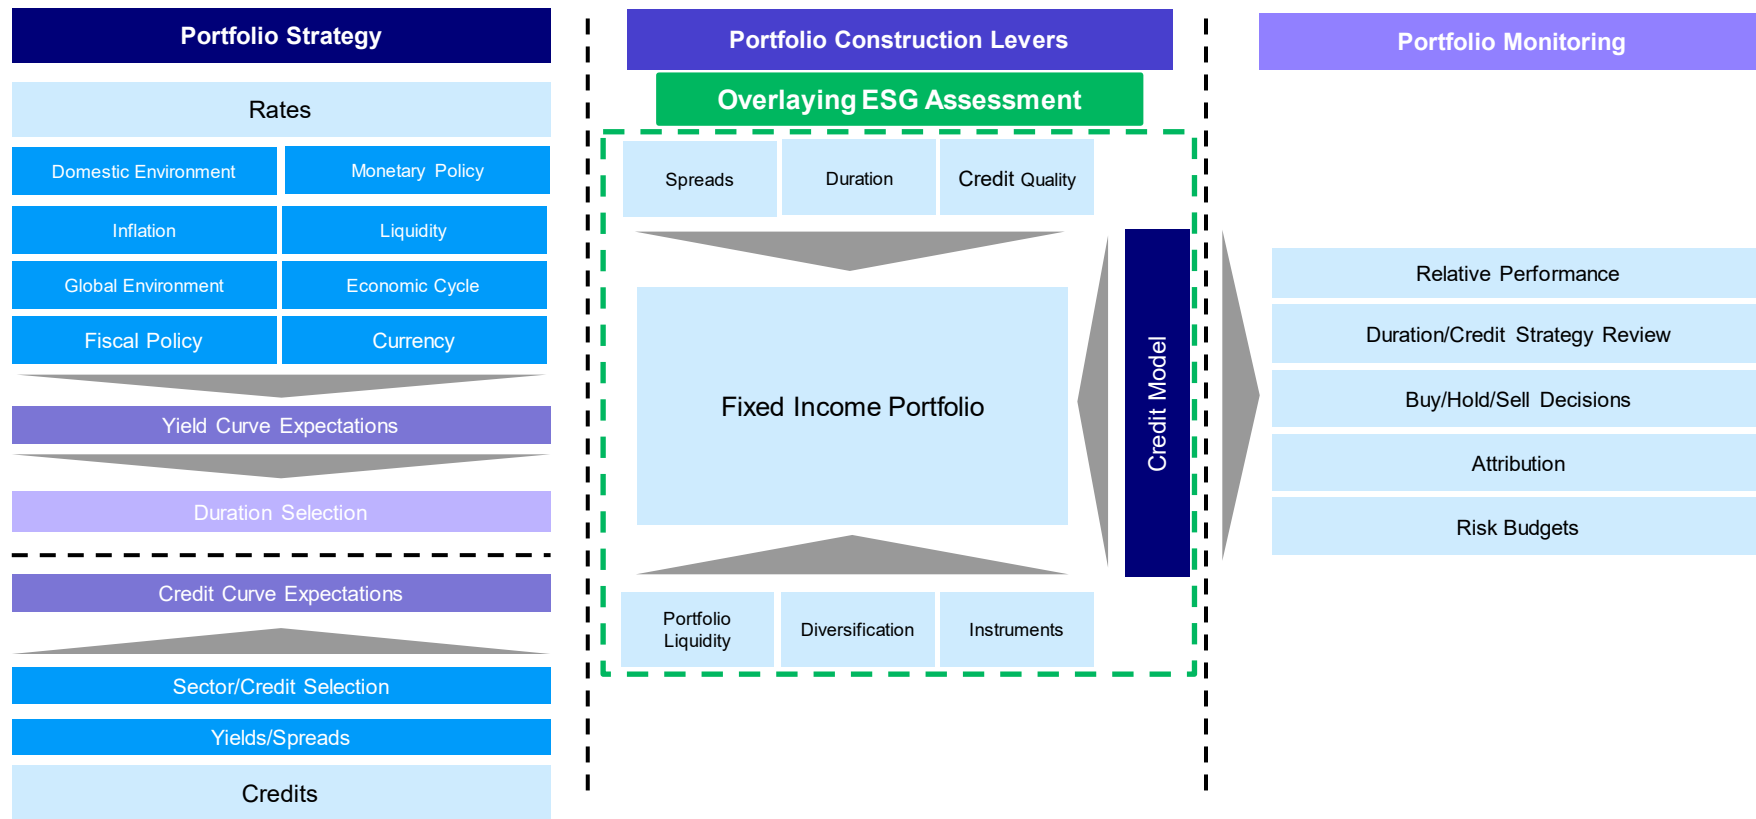 Portfolio Strategy
Rates
Domestic Environment
Monetary Policy
Inflation
Liquidity
Global Environment
Economic Cycle
Fiscal Policy
Currency
Yield Curve Expectations
Duration Selection
Credit Curve Expectations
Sector/Credit Selection
Yields/Spreads
Credits
Portfolio Construction Levers
Overlaying ESG Assessment
Spreads
Duration
Credit Quality
Fixed Income Portfolio
Credit Model
Portfolio
Liquidity
Diversification
Instruments
Portfolio Monitoring
Relative Performance
Duration/Credit Strategy Review
Buy/Hold/Sell Decisions
Attribution
Risk Budgets